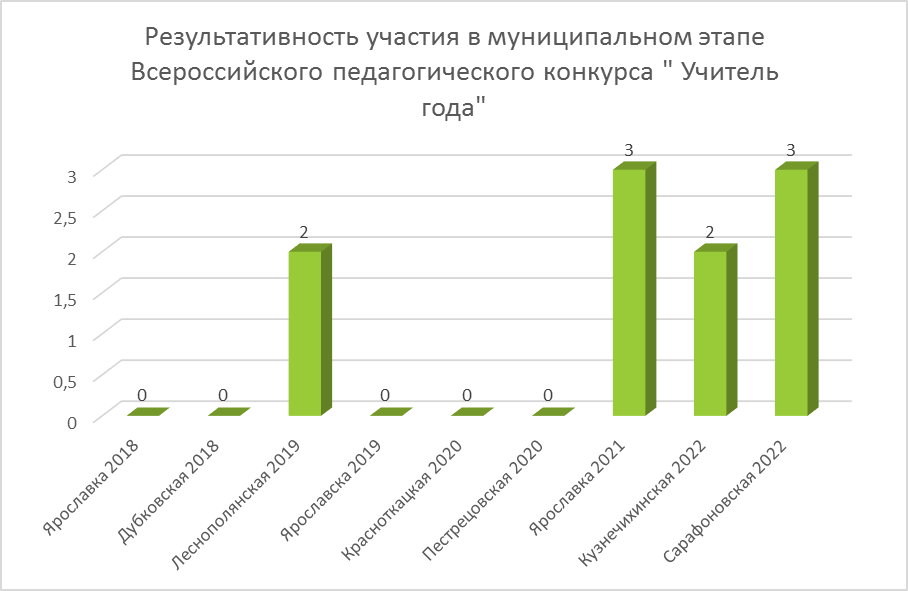 Результативность участия в муниципальном этапе
Всероссийского педагогического конкурса " Учитель
года"
3
2,5
2
1,5
1
0,5
0
0
0
2
0
0
0
3
2
3
Ярославка 2018
Дубковская 2018
Леснополянская 2019
Ярославска 2019
Красноткацкая 2020
Пестрецовская 2020
Ярославка 2021
Кузнечихинская 2022
Сарафоновская 2022